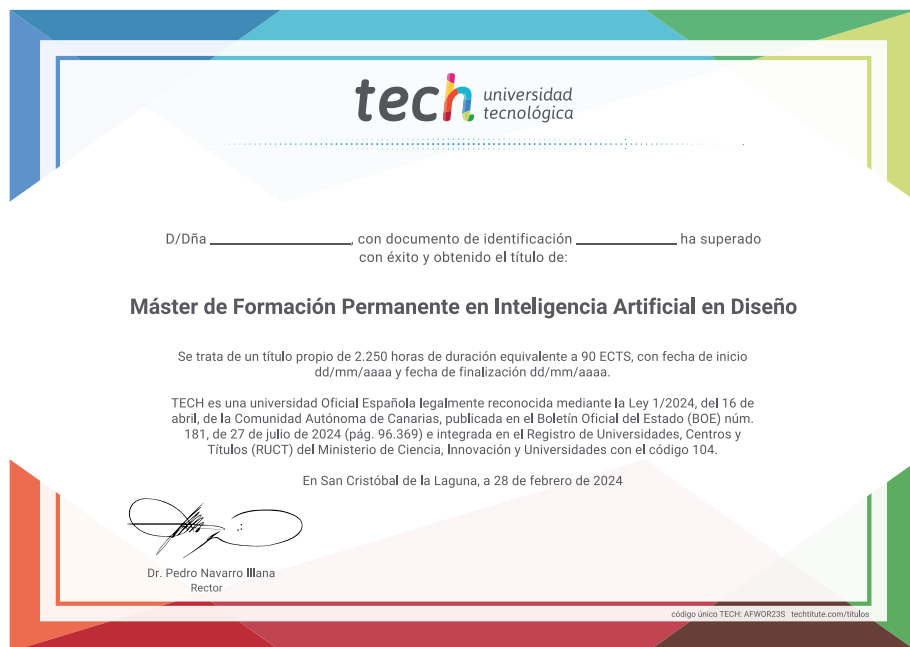 tech universidad
tecnológica
D/Dña ____________________, con documento de identificación ______________ ha superado
con éxito y obtenido el título de:
Máster de Formación Permanente en Inteligencia Artificial en Diseño
Se trata de un título propio de 2.250 horas de duración equivalente a 90 ECTS, con fecha de inicio
dd/mm/aaaa y fecha de finalización dd/mm/aaaa.
TECH es una universidad Oficial Española legalmente reconocida mediante la Ley 1/2024, del 16 de
abril, de la Comunidad Autónoma de Canarias, publicada en el Boletín Oficial del Estado (BOE) núm.
181, de 27 de julio de 2024 (pág. 96.369) e integrada en el Registro de Universidades, Centros y
Títulos (RUCT) del Ministerio de Ciencia, Innovación y Universidades con el código 104.
En San Cristóbal de la Laguna, a 28 de febrero de 2024
Dr. Pedro Navarro Illana
Rector
código único TECH: AFWOR23S techtitute.com/titulos